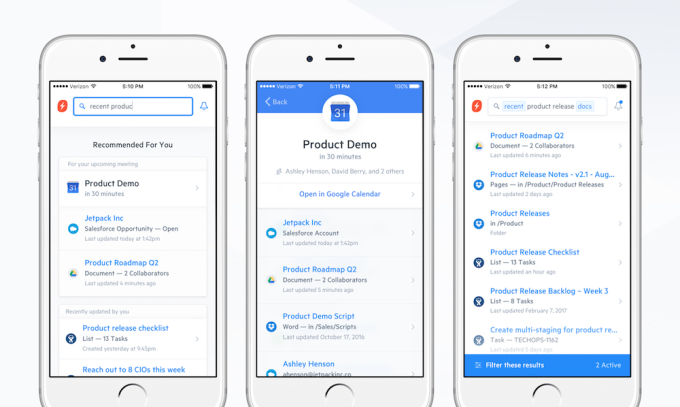 Verizon
5:10 PM
100%
recent produc
Recommended For You
For your upcoming meeting
31
Product Demo
in 30 minutes
Jetpack Inc
Salesforce Opportunity — Open
Last updated today at 1:42pm
Product Roadmap Q2
Document — 2 Collaborators
Last updated 4 minutes ago
Recently updated by you
Product release checklist
List — 13 Tasks
Created yesterday at 9:45pm
Reach out to 8 CIOs this week
Verizon
5:11 PM
100%
Back
31
Product Demo
in 30 minutes
Ashley Henson, David Berry, and 2 others
Open in Google Calendar
Jetpack Inc
Salesforce Account
Last updated today at 1:42pm
Product Roadmap Q2
Document — 2 Collaborators
Last updated 5 minutes ago
Product Demo Script
Word — in /Sales/Scripts
Last updated October 17, 2016
Ashley Henson
ahenson@jetpackinc.co
Verizon
5:12 PM
100%
recent product release docs
Product Roadmap Q2
Document — 2 Collaborators
Last updated 6 minutes ago
Product Release Notes - v2.1 - Aug...
Pages — in /Product/Product Releases
Last updated 2 days ago
Product Releases
in /Product
Folder
Product Release Checklist
List — 13 Tasks
Last updated an hour ago
Product Release Backlog – Week 3
List — 8 Tasks
Last updated February 7, 2017
Create multi-staging for product re...
Task — TECHOPS-1162
Last updated 5 days ago
Filter these results
2 Active